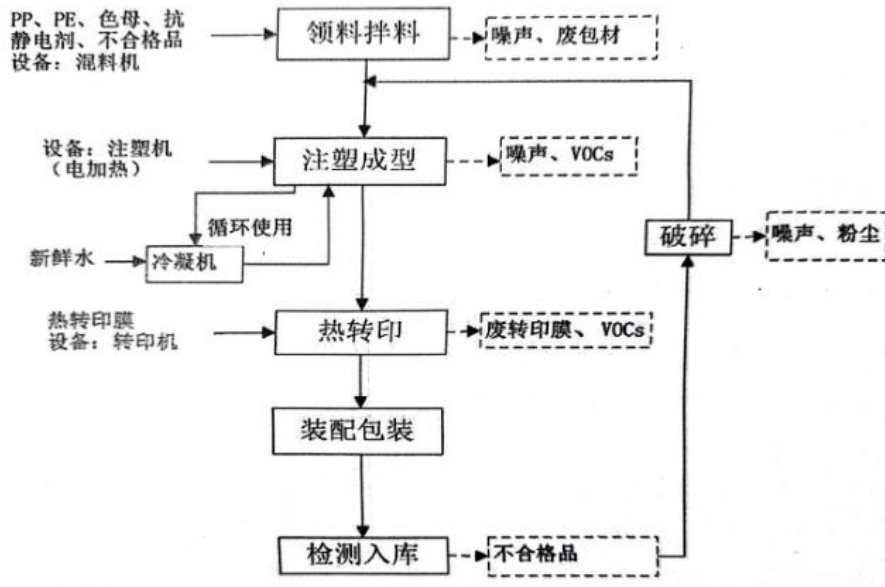 PP、PE、色母、抗
静电剂、不合格品
设备：混料机
领料拌料
噪声、废包材
设备：注塑机
（电加热）
注塑成型
噪声、VOCs
循环使用
新鲜水
冷凝机
破碎
噪声、粉尘
热转印膜
设备：转印机
热转印
废转印膜、VOCs
装配包装
检测入库
不合格品